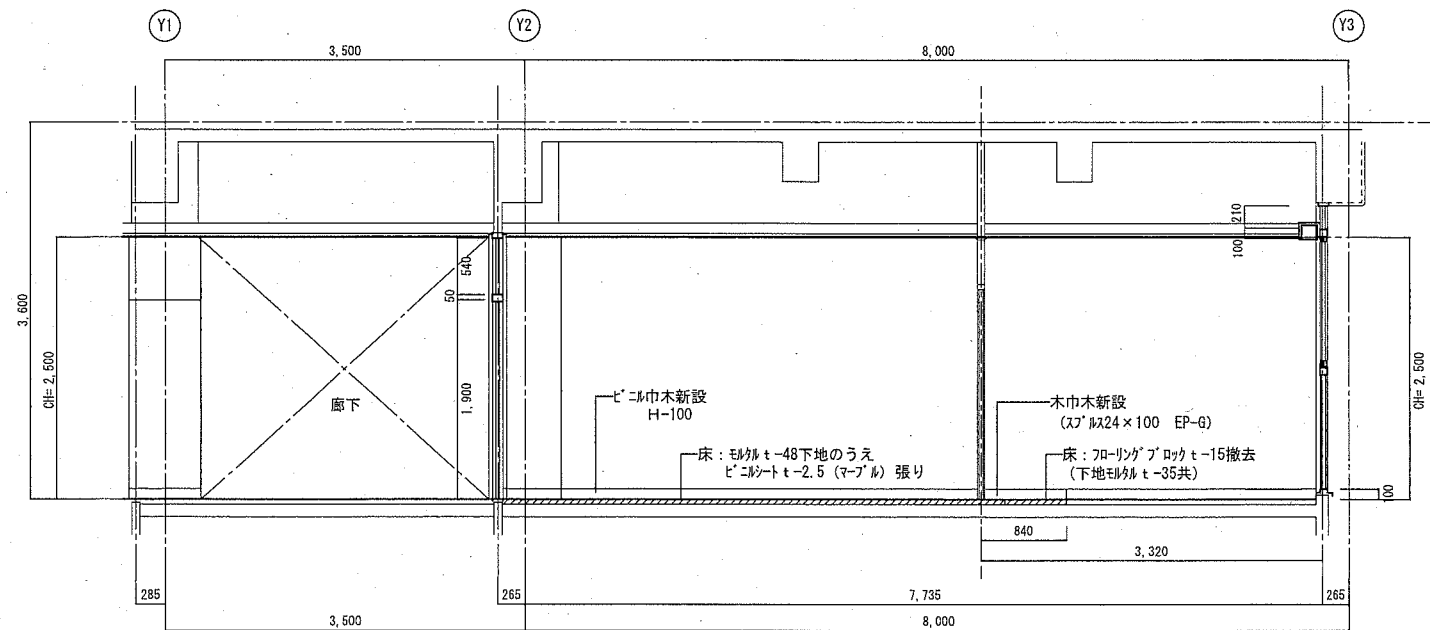 Y1
Y2
Y3
3,500
8,000
3,600
CH=2,500
210
100
540
50
1,900
廊下
ビニル巾木新設
H-100
床：モルタル t-48下地のうえ
ビニルシート t-2.5 (マーブル) 張り
木巾木新設
(スプルス24×100 EP-G)
床：フローリングブロック t-15撤去
(下地モルタル t-35共)
CH=2,500
100
840
3,320
285
265
7,735
265
3,500
8,000